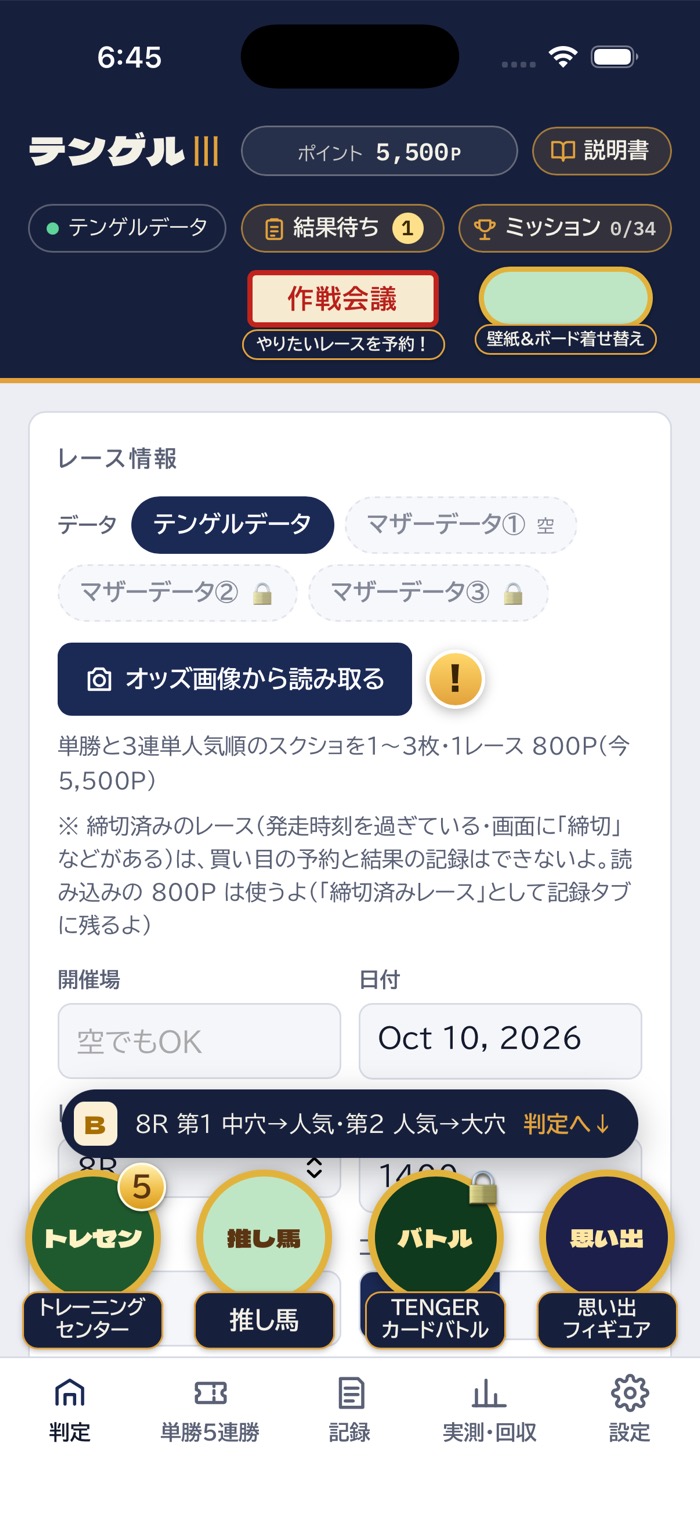 6:45
テンゲル
ポイント 5,500P
説明書
テンゲルデータ
結果待ち 1
ミッション 0/34
作戦会議
やりたいレースを予約！
壁紙&ボード着せ替え
レース情報
データ
テンゲルデータ
マザーデータ① 空
マザーデータ②
マザーデータ③
オッズ画像から読み取る
!
単勝と3連単人気順のスクショを1〜3枚・1レース 800P（今
5,500P）
※ 締切済みのレース（発走時刻を過ぎている・画面に「締切」
などがある）は、買い目の予約と結果の記録はできないよ。読
み込みの 800P は使うよ（「締切済みレース」として記録タブ
に残るよ）
開催場
日付
空でもOK
Oct 10, 2026
B 8R 第1 中穴→人気・第2 人気→大穴 判定へ↓
8R
1400
5
トレセン
推し馬
バトル
思い出
トレーニング
センター
推し馬
TENGER
カードバトル
思い出
フィギュア
判定
単勝5連勝
記録
実測・回収
設定